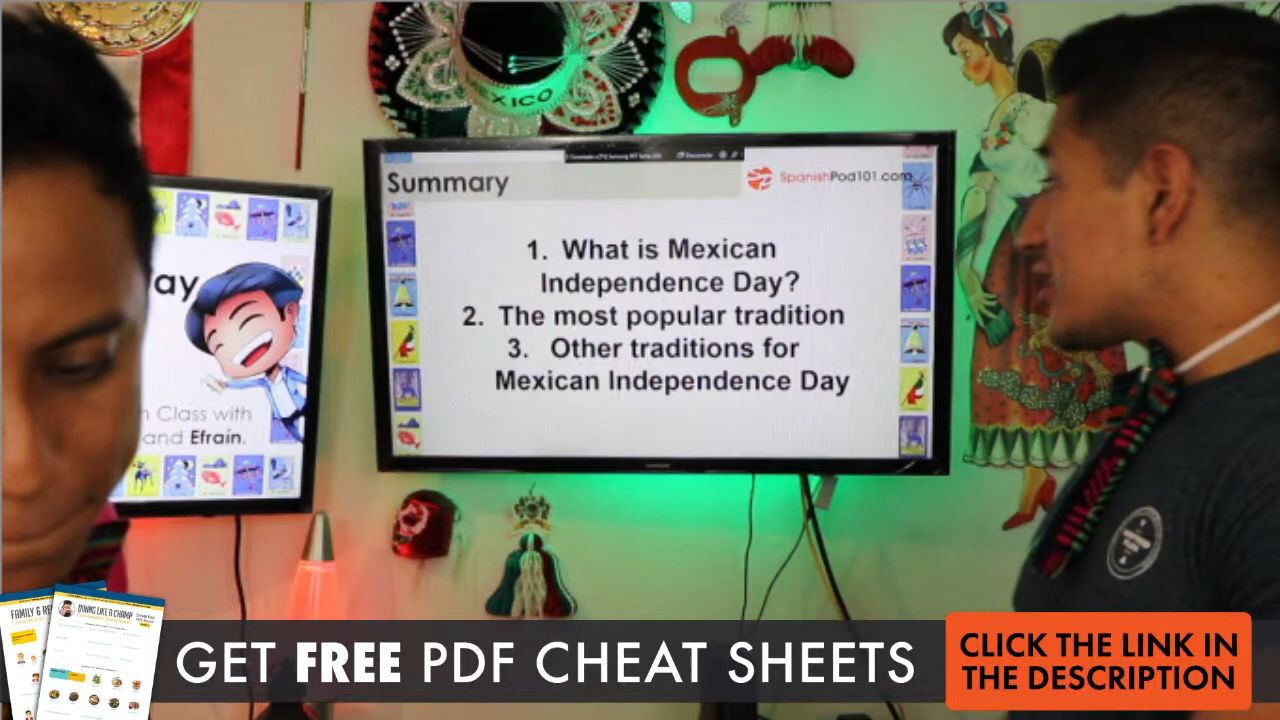 XICO
Summary
SpanishPod101.com
1. What is Mexican
Independence Day?
2. The most popular tradition
3. Other traditions for
Mexican Independence Day
ay
Class with
and Efraín.
FAMILY & RE
DINING LIKE A CHAMP
GET FREE PDF CHEAT SHEETS
CLICK THE LINK IN
THE DESCRIPTION